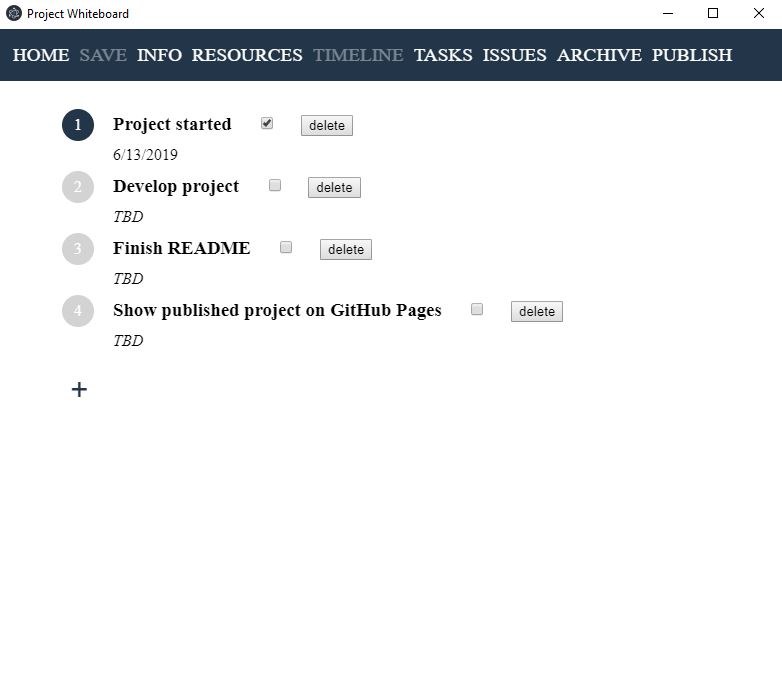 Project Whiteboard
HOME SAVE INFO RESOURCES TIMELINE TASKS ISSUES ARCHIVE PUBLISH
1 Project started delete
6/13/2019
2 Develop project delete
TBD
3 Finish README delete
TBD
4 Show published project on GitHub Pages delete
TBD
+